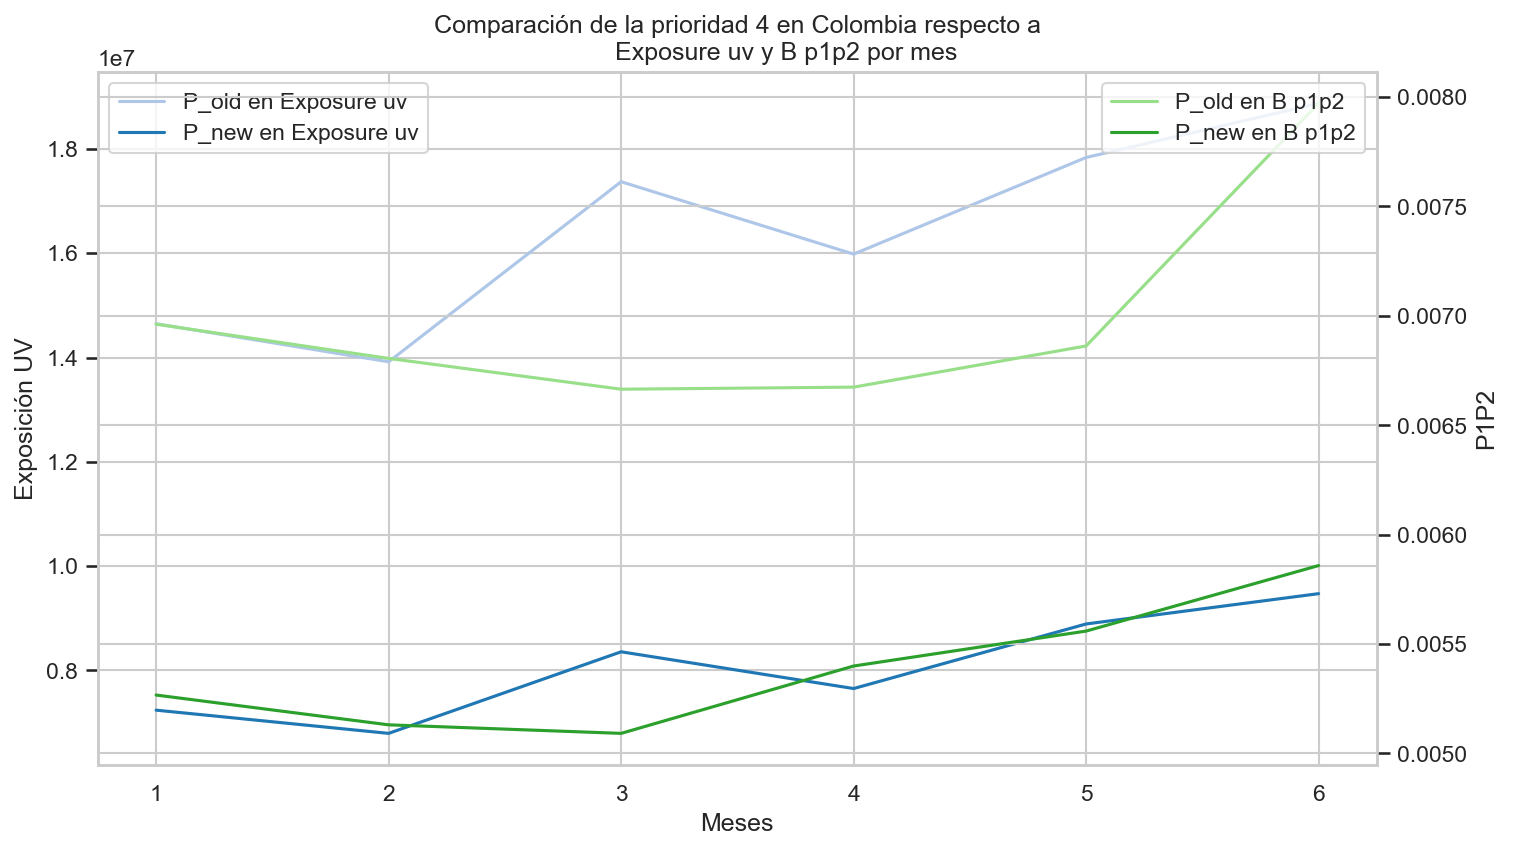 Comparación de la prioridad 4 en Colombia respecto a
Exposure uv y B p1p2 por mes
1e7
P_old en Exposure uv
P_new en Exposure uv
P_old en B p1p2
P_new en B p1p2
1.8
1.6
1.4
1.2
1.0
0.8
Exposición UV
0.0080
0.0075
0.0070
0.0065
0.0060
0.0055
0.0050
P1P2
1 2 3 4 5 6
Meses